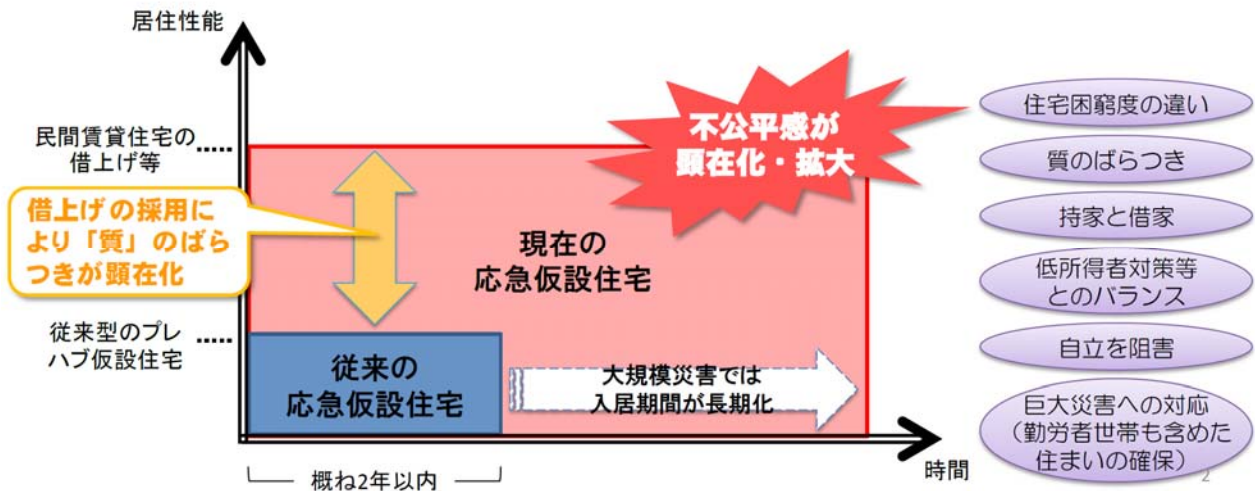 居住性能
民間賃貸住宅の
借上げ等
借上げの採用に
より「質」のばら
つきが顕在化
従来型のプレ
ハブ仮設住宅
不公平感が
顕在化・拡大
現在の
応急仮設住宅
従来の
応急仮設住宅
大規模災害では
入居期間が長期化
概ね2年以内
時間
住宅困窮度の違い
質のばらつき
持家と借家
低所得者対策等
とのバランス
自立を阻害
巨大災害への対応
(勤労者世帯も含めた
住まいの確保)
2